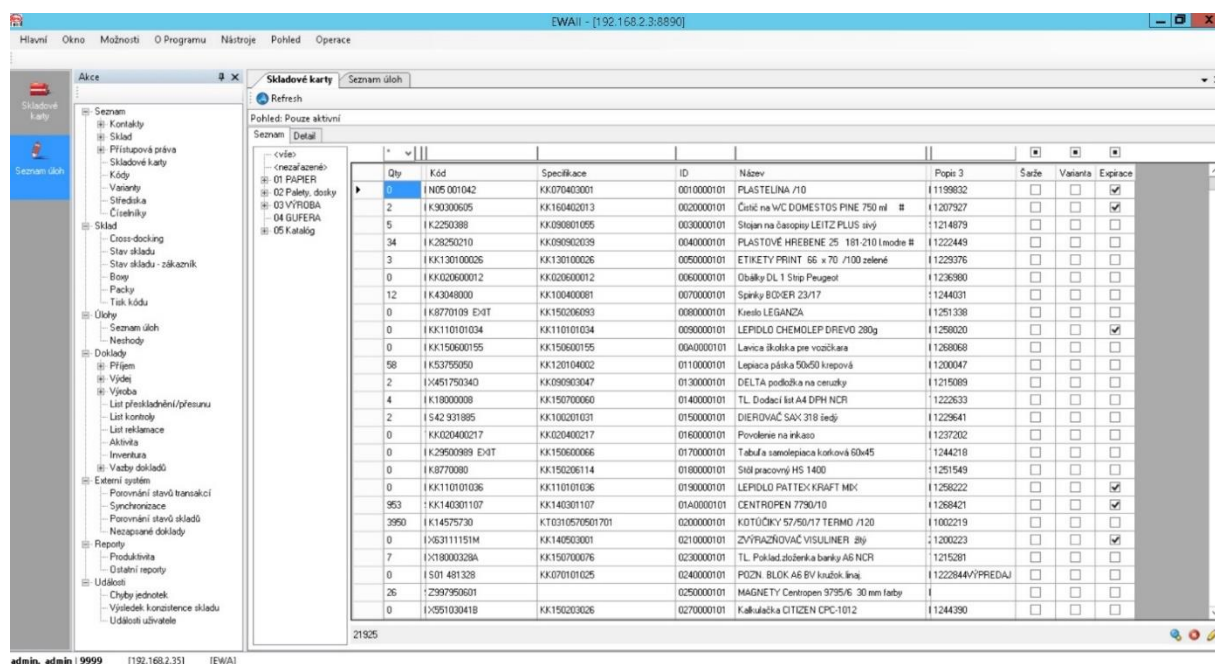 EWAII - [192.168.2.3:8890]
Hlavní Okno Možnosti O Programu Nástroje Pohled Operace
Skladové karty
Seznam úloh
Akce
Seznam
Kontakty
Sklad
Přístupová práva
Skladové karty
Kódy
Varianty
Střediska
Číselníky
Sklad
Cross-docking
Stav skladu
Stav skladu - zákazník
Boxy
Packy
Tisk kódu
Úlohy
Seznam úloh
Neshody
Doklady
Příjem
Výdej
Výroba
List přeskladnění/přesunu
List kontroly
List reklamace
Aktivita
Inventura
Vazby dokladů
Externí systém
Porovnání stavů transakcí
Synchronizace
Porovnání stavů skladů
Nezapsané doklady
Reporty
Produktivita
Ostatní reporty
Události
Chyby jednotek
Výsledek konzistence skladu
Události uživatele
Skladové karty Seznam úloh
Refresh
Pohled: Pouze aktivní
Seznam Detail
<vše>
<nezařazené>
01 PAPIER
02 Palety, dosky
03 VÝROBA
04 GUFERA
05 Katalóg
Qty Kód Specifikace ID Název Popis 3 Šarže Varianta Expirace
0 N05 001042 KK070403001 0010000101 PLASTELÍNA /10 1199832
2 K90300605 KK160402013 0020000101 Čistič na WC DOMESTOS PINE 750 ml # 1207927
5 K2250388 KK090801055 0030000101 Stojan na časopisy LEITZ PLUS sivý 1214879
34 K28250210 KK090902039 0040000101 PLASTOVÉ HREBENE 25 181-210 l.modre # 1222449
3 KK130100026 KK130100026 0050000101 ETIKETY PRINT 66 x 70 /100 zelené 1229376
0 KK020600012 KK020600012 0060000101 Obálky DL 1 Strip Peugeot 1236980
12 K43048000 KK100400081 0070000101 Spinky BOXER 23/17 1244031
0 K8770109 EXIT KK150206093 0080000101 Kreslo LEGANZA 1251338
0 KK110101034 KK110101034 0090000101 LEPIDLO CHEMOLEP DREVO 280g 1258020
0 KK150600155 KK150600155 00A0000101 Lavica školska pre vozičkara 1268068
58 K53755050 KK120104002 0110000101 Lepiaca páska 50x50 krepová 1200047
2 X451750340 KK090903047 0130000101 DELTA podložka na ceruzky 1215089
4 K18000008 KK150700060 0140000101 TL. Dodací list A4 DPH NCR 1222633
2 S42 931885 KK100201031 0150000101 DIEROVAČ SAX 318 šedý 1229641
0 KK020400217 KK020400217 0160000101 Povolenie na inkaso 1237202
0 K29500989 EXIT KK150600066 0170000101 Tabuľa samolepiaca korková 60x45 1244218
0 K8770080 KK150206114 0180000101 Stôl pracovný HS 1400 1251549
0 KK110101036 KK110101036 0190000101 LEPIDLO PATTEX KRAFT MIX 1258222
953 KK140301107 KK140301107 01A0000101 CENTROPEN 7790/10 1268421
3950 K14575730 KT0310570501701 0200000101 KOTÚČIKY 57/50/17 TERMO /120 1002219
0 X63111151M KK140503001 0210000101 ZVÝRAZŇOVAČ VISULINER žltý 1200223
7 X18000328A KK150700076 0230000101 TL. Poklad.zloženka banky A6 NCR 1215281
0 S01 481328 KK070101025 0240000101 POZN. BLOK A6 BV kružok.linaj. 1222844VÝPREDAJ
26 Z997950601 0250000101 MAGNETY Centropen 9795/6 30 mm farby
0 X55103041B KK150203026 0270000101 Kalkulačka CITIZEN CPC-1012 1244390
21925
admin, admin | 9999 [192.168.2.35] [EWA]